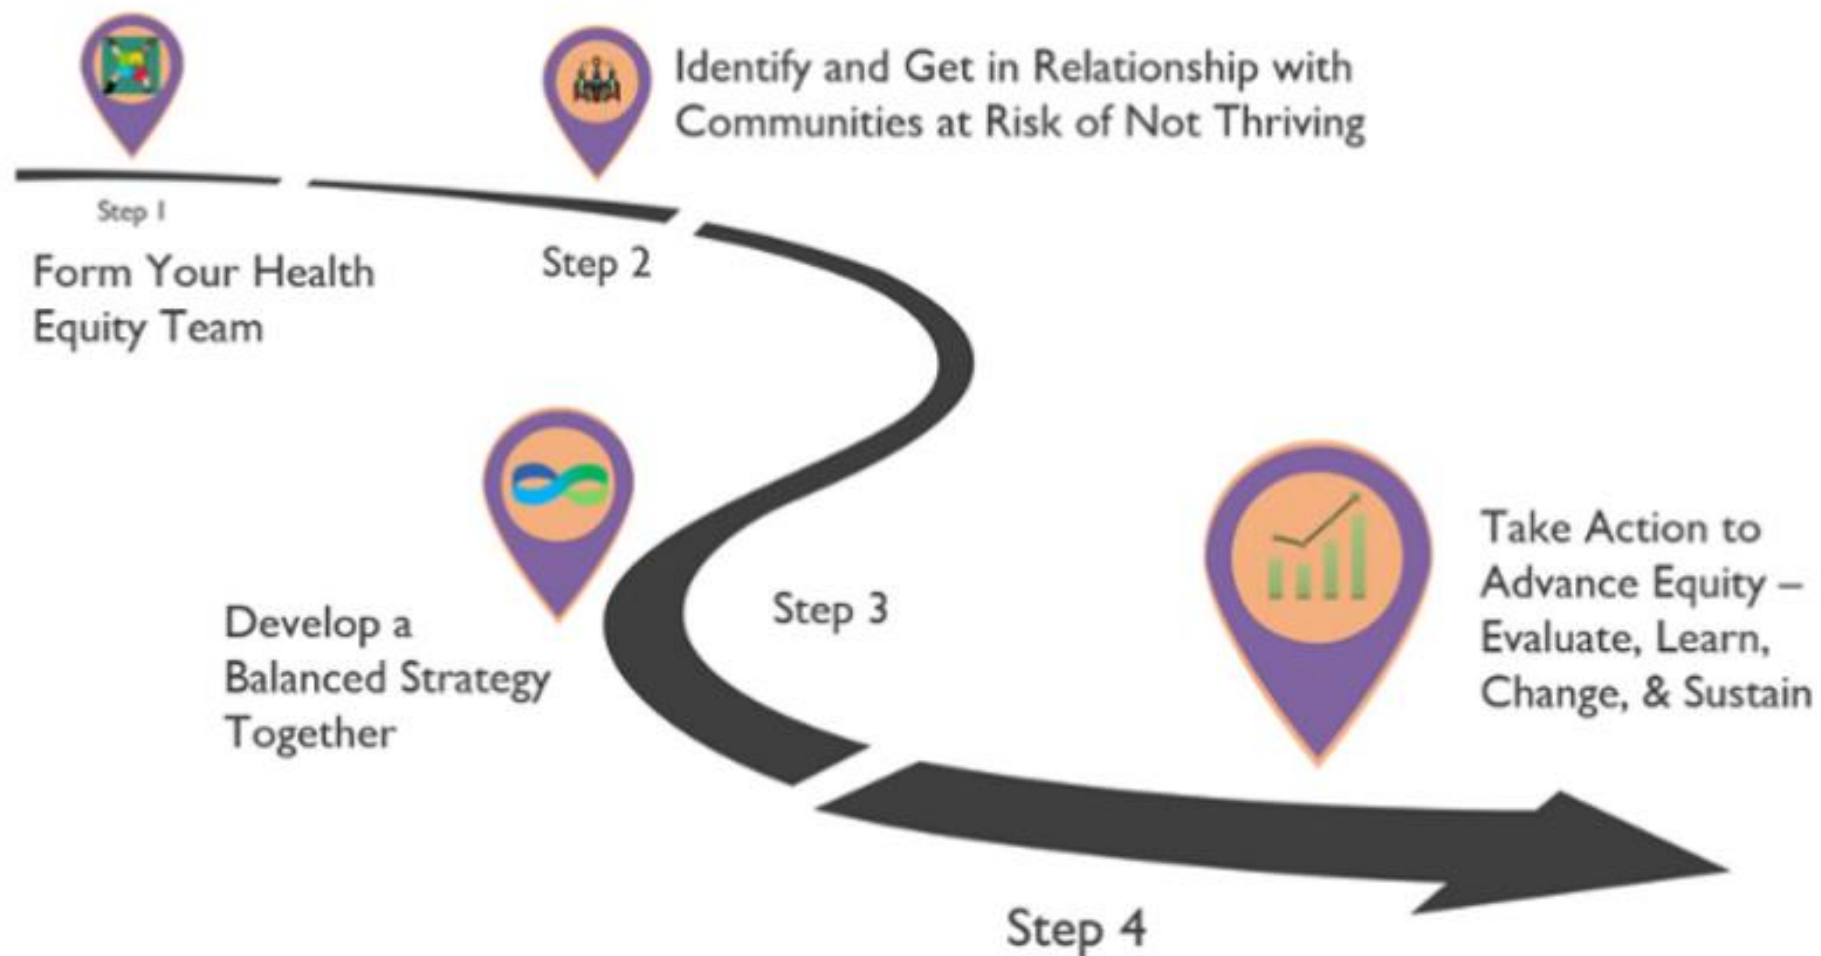 Step 1
Form Your Health
Equity Team
Identify and Get in Relationship with
Communities at Risk of Not Thriving
Step 2
Develop a
Balanced Strategy
Together
Step 3
Take Action to
Advance Equity –
Evaluate, Learn,
Change, & Sustain
Step 4